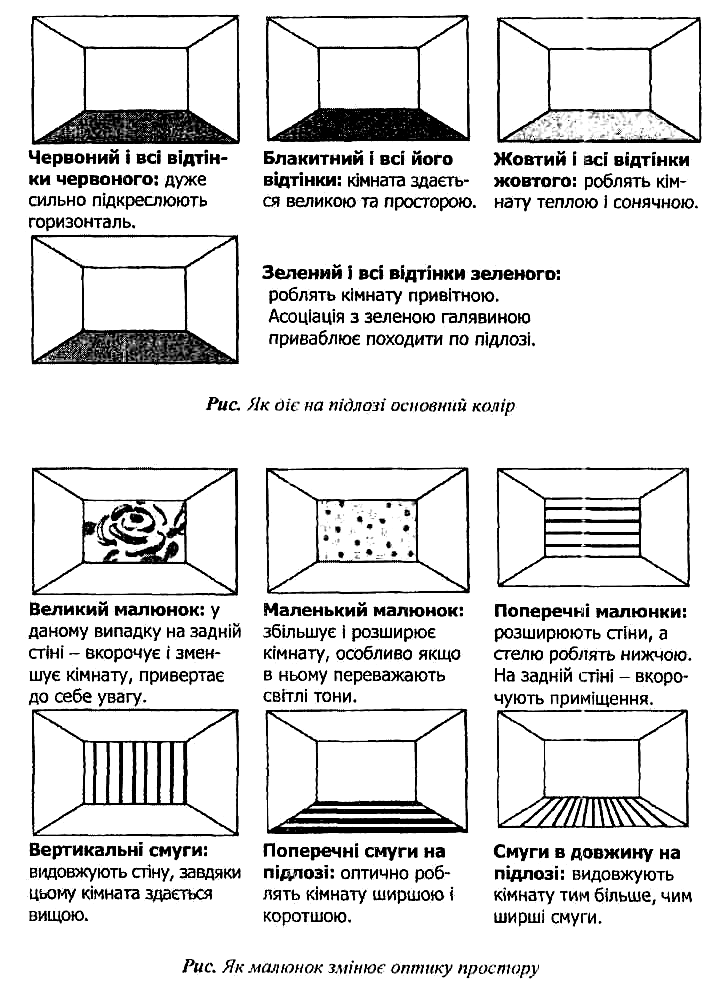 Червоний і всі відтін-
ки червоного: дуже
сильно підкреслюють
горизонталь.
Блакитний і всі його
відтінки: кімната здаєть-
ся великою та просторою.
Жовтий і всі відтінки
жовтого: роблять кім-
нату теплою і сонячною.
Зелений і всі відтінки зеленого:
роблять кімнату привітною.
Асоціація з зеленою галявиною
приваблює походити по підлозі.
Рис. Як діє на підлозі основний колір
Великий малюнок: у
даному випадку на задній
стіні – вкорочує і змен-
шує кімнату, привертає
до себе увагу.
Маленький малюнок:
збільшує і розширює
кімнату, особливо якщо
в ньому переважають
світлі тони.
Поперечні малюнки:
розширюють стіни, а
стелю роблять нижчою.
На задній стіні – вкоро-
чують приміщення.
Вертикальні смуги:
видовжують стіну, завдяки
цьому кімната здається
вищою.
Поперечні смуги на
підлозі: оптично роб-
лять кімнату ширшою і
коротшою.
Смуги в довжину на
підлозі: видовжують
кімнату тим більше, чим
ширші смуги.
Рис. Як малюнок змінює оптику простору